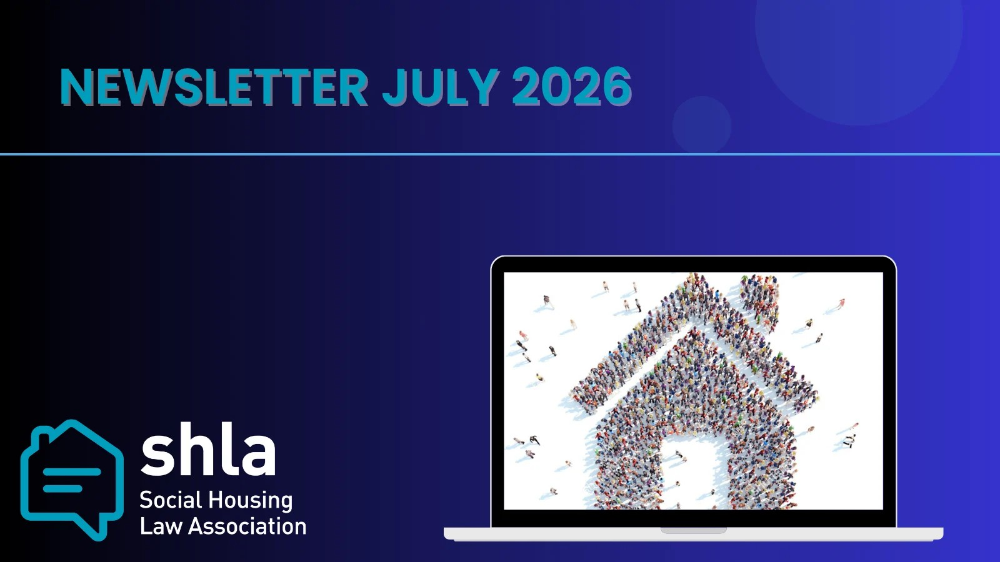 NEWSLETTER JULY 2026
shla
Social Housing
Law Association